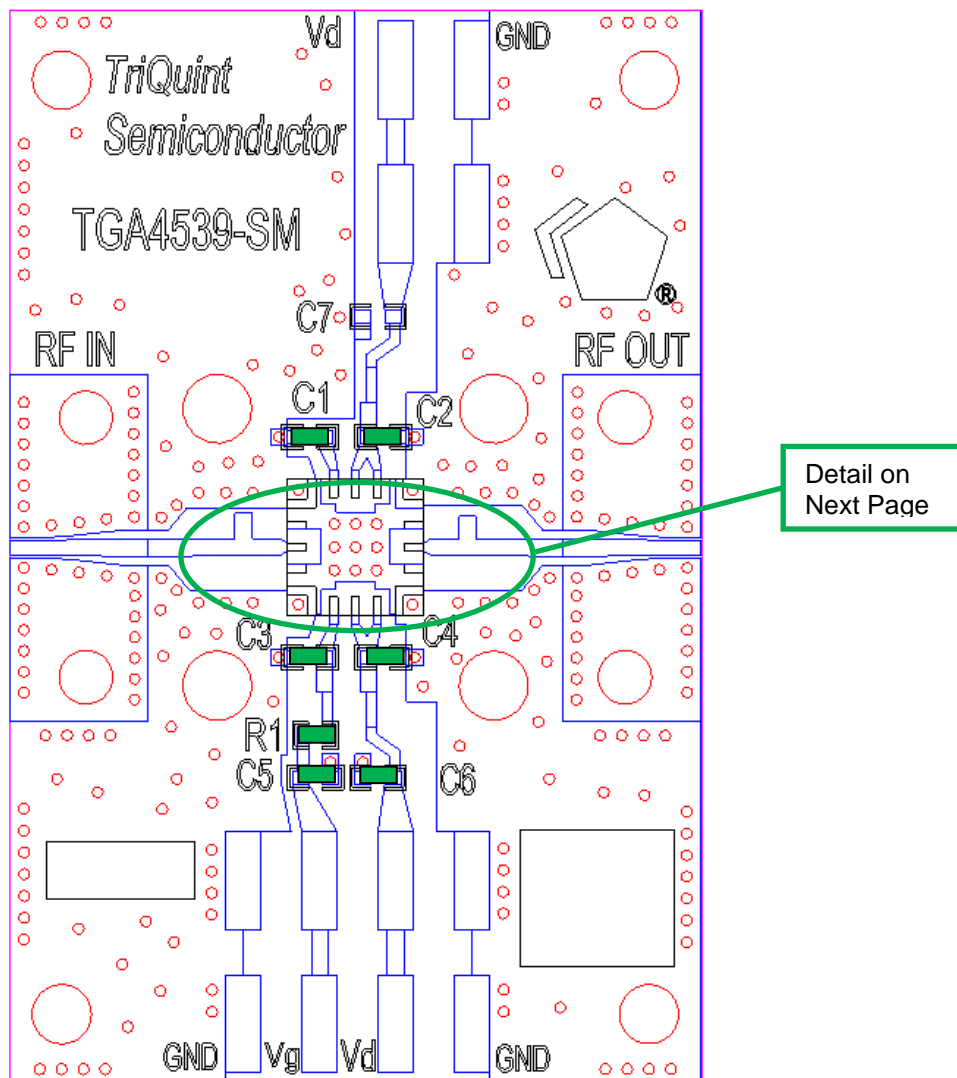 Vd
GND
TriQuint
Semiconductor
TGA4539-SM
®
C7
RF IN
RF OUT
C1
C2
Detail on
Next Page
C3
C4
R1
C5
C6
GND
Vg
Vd
GND